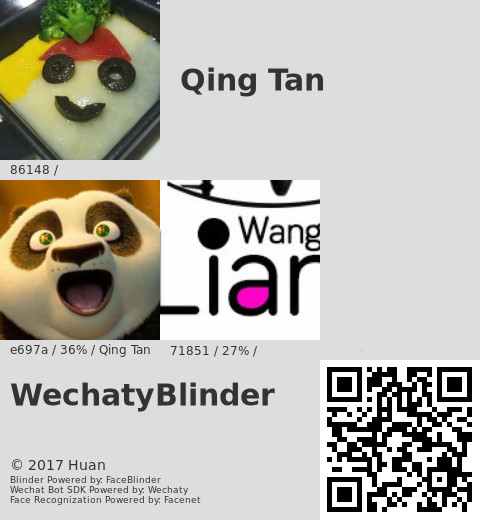 Qing Tan
86148 /
Wang
Lian
e697a / 36% / Qing Tan
71851 / 27% /
WechatyBlinder
© 2017 Huan
Blinder Powered by: FaceBlinder
Wechat Bot SDK Powered by: Wechaty
Face Recognization Powered by: Facenet